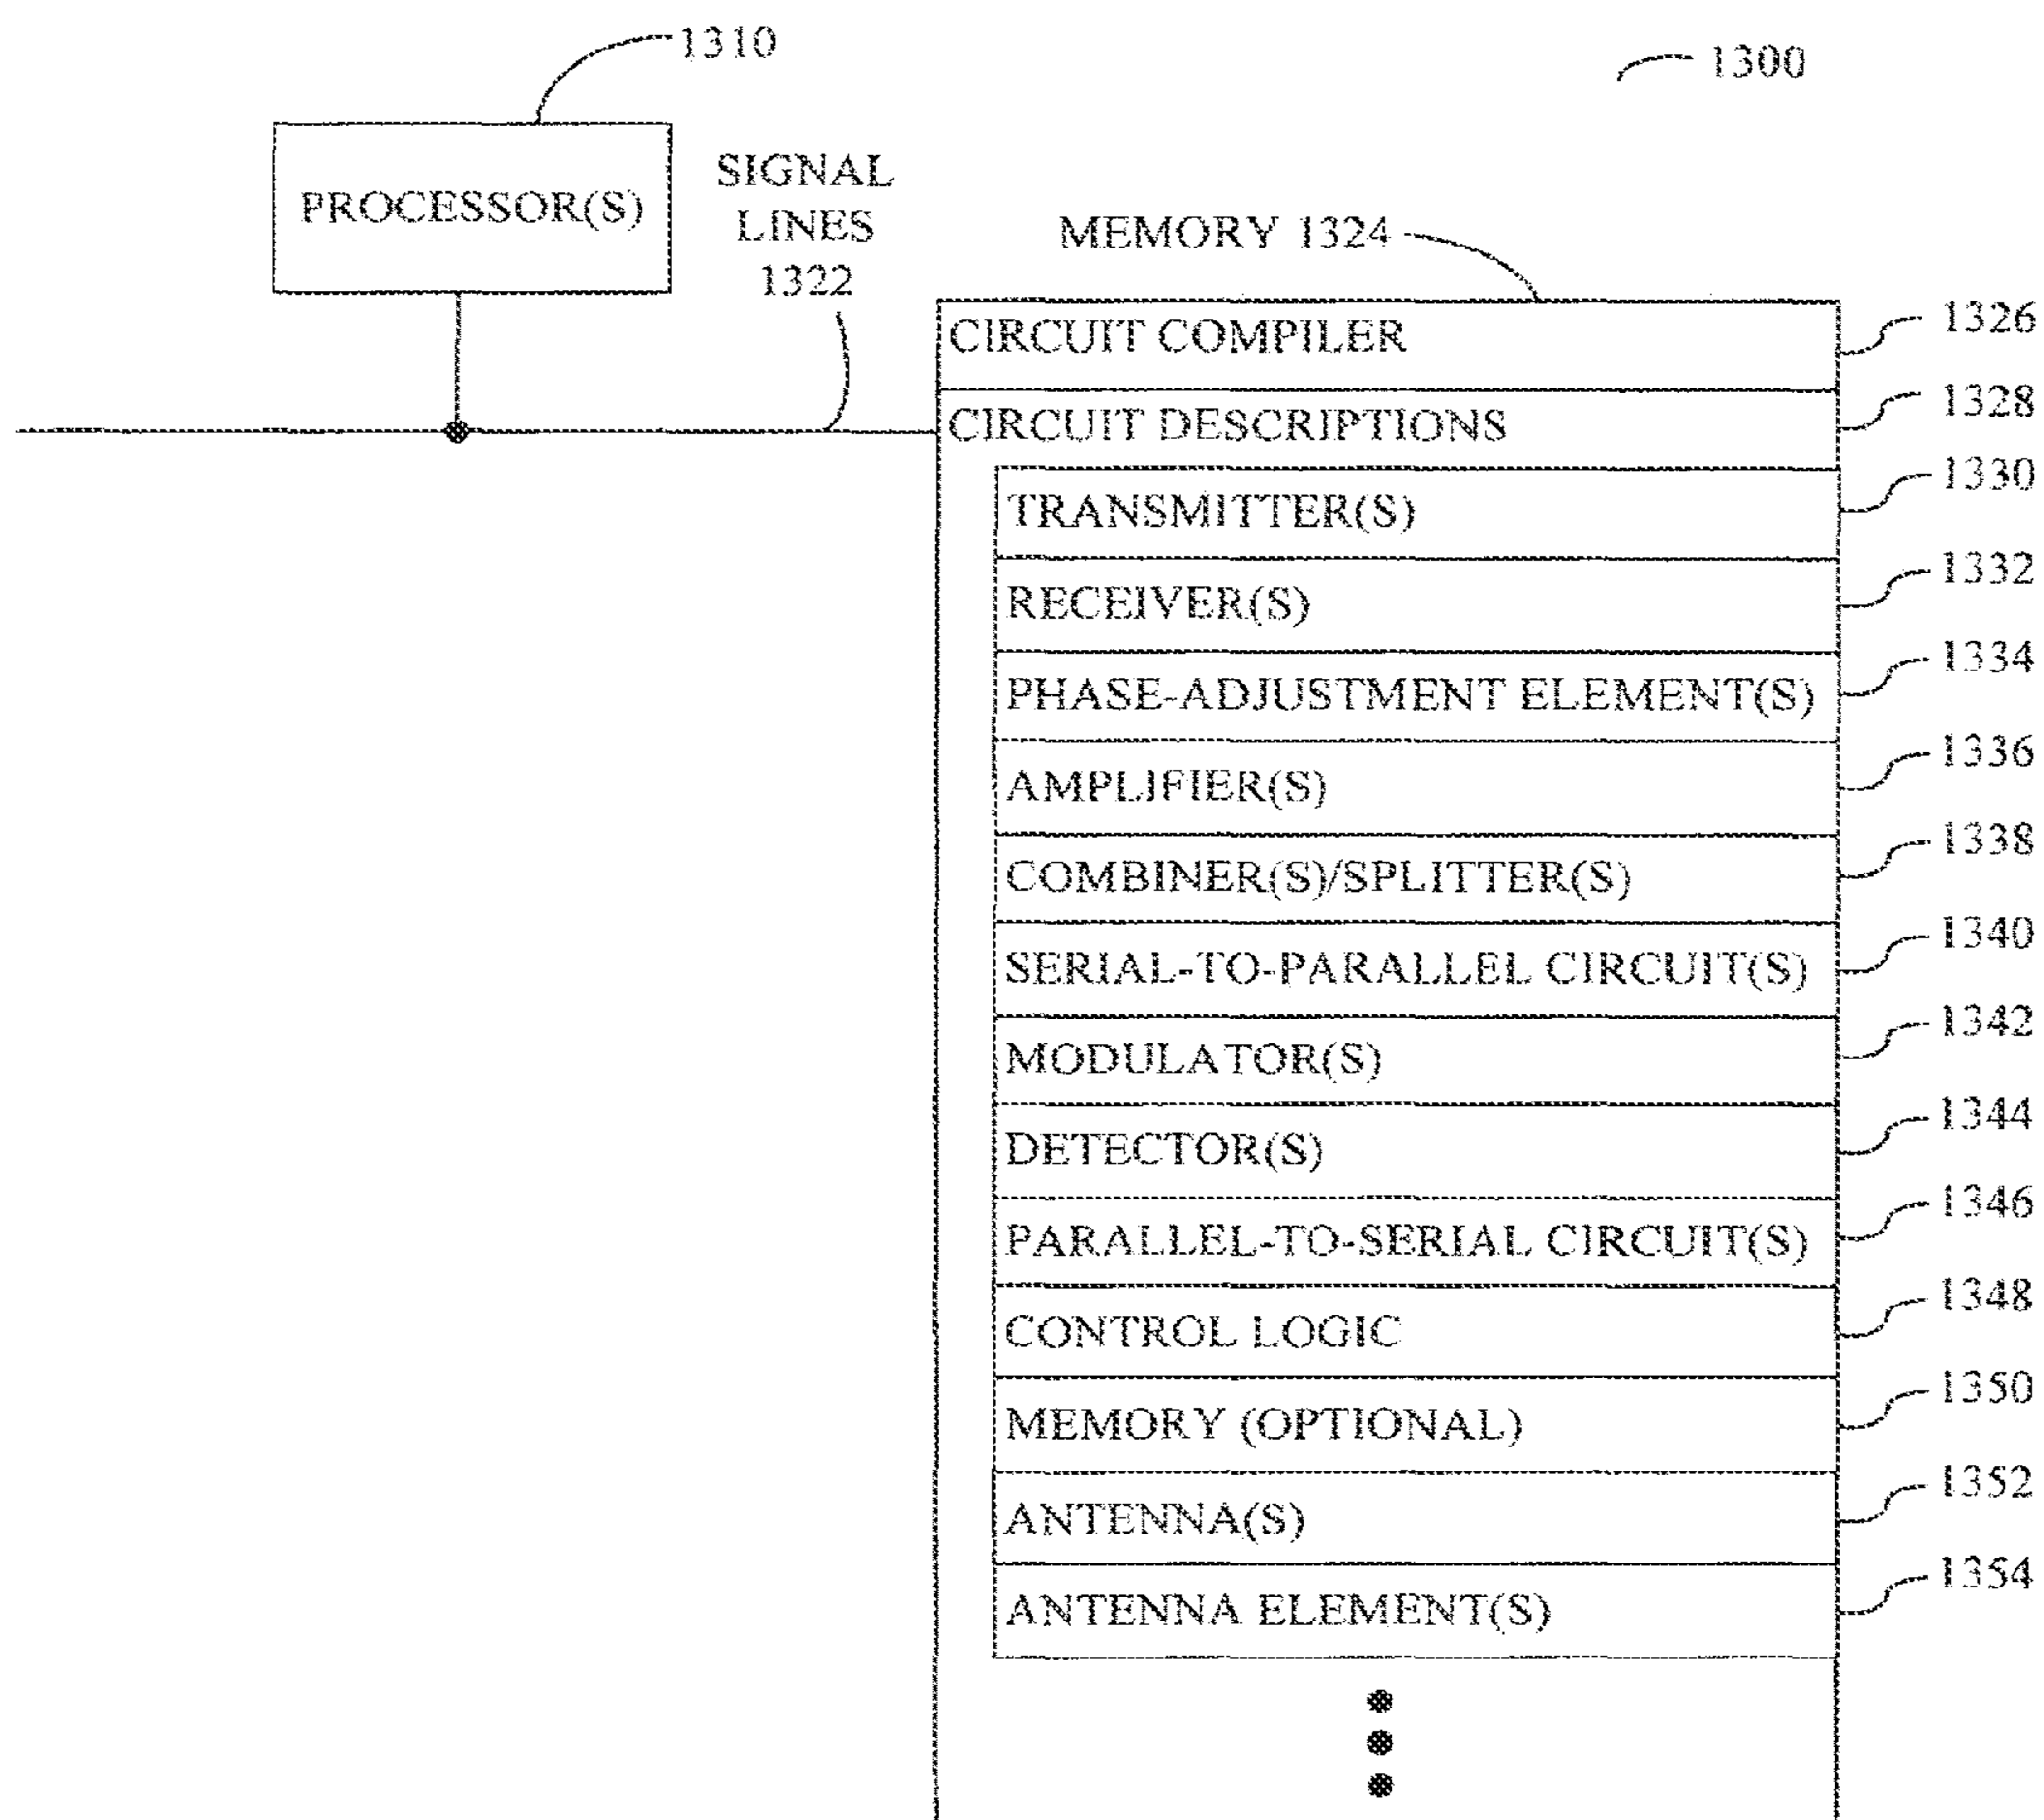 1310
1300
PROCESSOR(S)
SIGNAL
LINES
1322
MEMORY 1324
CIRCUIT COMPILER
1326
CIRCUIT DESCRIPTIONS
1328
TRANSMITTER(S)
1330
RECEIVER(S)
1332
PHASE-ADJUSTMENT ELEMENT(S)
1334
AMPLIFIER(S)
1336
COMBINER(S)/SPLITTER(S)
1338
SERIAL-TO-PARALLEL CIRCUIT(S)
1340
MODULATOR(S)
1342
DETECTOR(S)
1344
PARALLEL-TO-SERIAL CIRCUIT(S)
1346
CONTROL LOGIC
1348
MEMORY (OPTIONAL)
1350
ANTENNA(S)
1352
ANTENNA ELEMENT(S)
1354